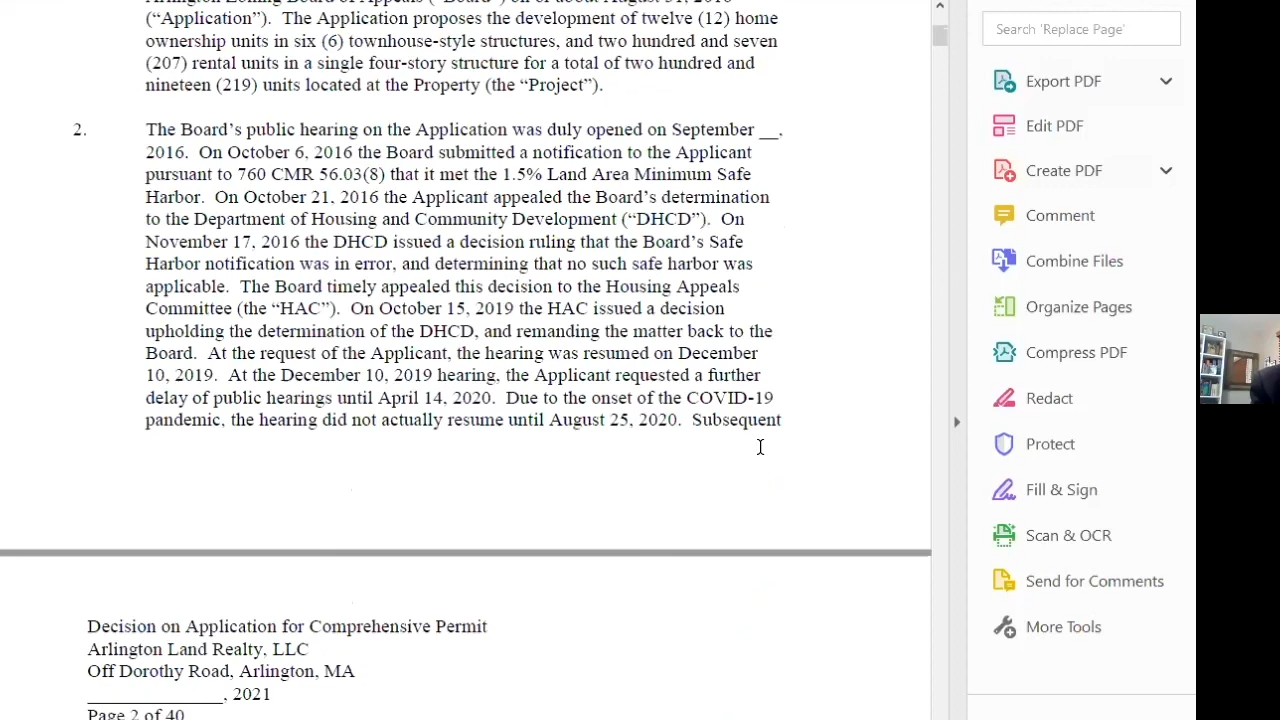 Arlington Zoning Board of Appeals ("Board") on or about August 31, 2016
("Application"). The Application proposes the development of twelve (12) home
ownership units in six (6) townhouse-style structures, and two hundred and seven
(207) rental units in a single four-story structure for a total of two hundred and
nineteen (219) units located at the Property (the "Project").
2. The Board's public hearing on the Application was duly opened on September __,
2016. On October 6, 2016 the Board submitted a notification to the Applicant
pursuant to 760 CMR 56.03(8) that it met the 1.5% Land Area Minimum Safe
Harbor. On October 21, 2016 the Applicant appealed the Board's determination
to the Department of Housing and Community Development ("DHCD"). On
November 17, 2016 the DHCD issued a decision ruling that the Board's Safe
Harbor notification was in error, and determining that no such safe harbor was
applicable. The Board timely appealed this decision to the Housing Appeals
Committee (the "HAC"). On October 15, 2019 the HAC issued a decision
upholding the determination of the DHCD, and remanding the matter back to the
Board. At the request of the Applicant, the hearing was resumed on December
10, 2019. At the December 10, 2019 hearing, the Applicant requested a further
delay of public hearings until April 14, 2020. Due to the onset of the COVID-19
pandemic, the hearing did not actually resume until August 25, 2020. Subsequent
Decision on Application for Comprehensive Permit
Arlington Land Realty, LLC
Off Dorothy Road, Arlington, MA
_______________, 2021
Page 2 of 40
Search 'Replace Page'
Export PDF
Edit PDF
Create PDF
Comment
Combine Files
Organize Pages
Compress PDF
Redact
Protect
Fill & Sign
Scan & OCR
Send for Comments
More Tools